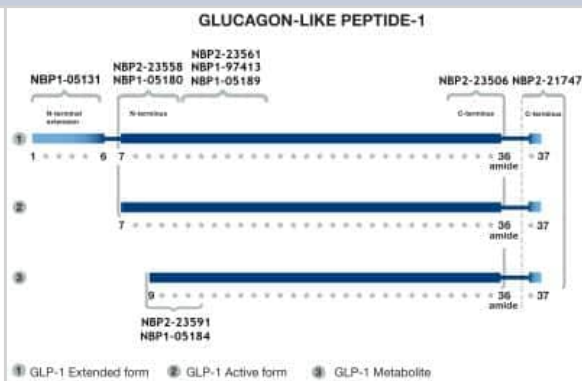 GLUCAGON-LIKE PEPTIDE-1
NBP2-23561
NBP2-23558 NBP1-97413
NBP1-05131 NBP1-05180 NBP1-05189 NBP2-23506 NBP2-21747
N-terminal extension N-terminus C-terminus C-terminus
1
1 6 7 36 37
amide
2
7 36 37
amide
3
9 36 37
amide
NBP2-23591
NBP1-05184
1 GLP-1 Extended form 2 GLP-1 Active form 3 GLP-1 Metabolite